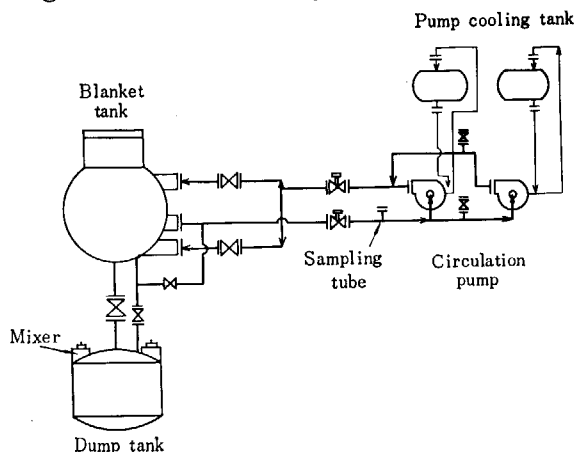 Pump cooling tank
Blanket
tank
Sampling
tube
Circulation
pump
Mixer
Dump tank